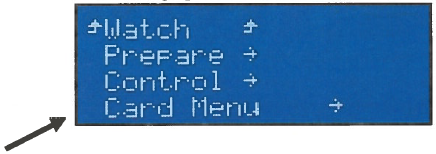 Watch
Prepare →
Control →
Card Menu →